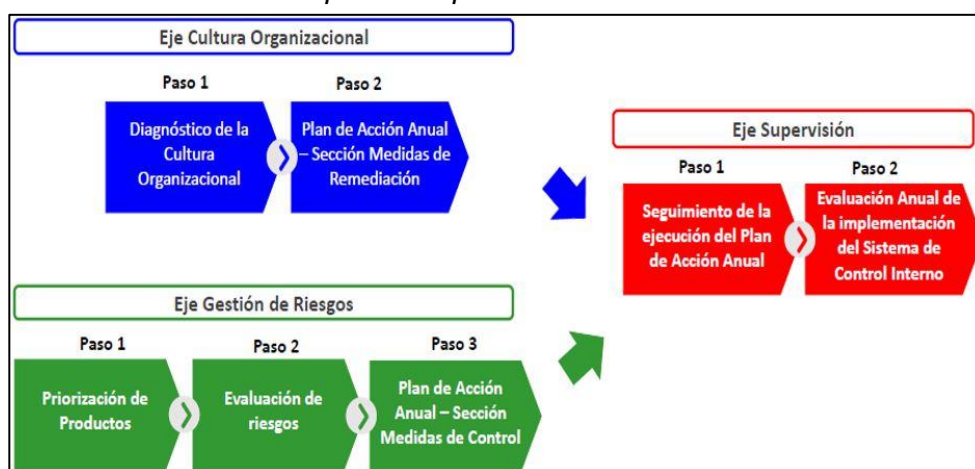 Eje Cultura Organizacional
Paso 1
Paso 2
Diagnóstico de la
Cultura
Organizacional
Plan de Acción Anual
– Sección Medidas de
Remediación
Eje Supervisión
Paso 1
Paso 2
Seguimiento de la
ejecución del Plan
de Acción Anual
Evaluación Anual de
la implementación
del Sistema de
Control Interno
Eje Gestión de Riesgos
Paso 1
Paso 2
Paso 3
Priorización de
Productos
Evaluación de
riesgos
Plan de Acción
Anual – Sección
Medidas de Control